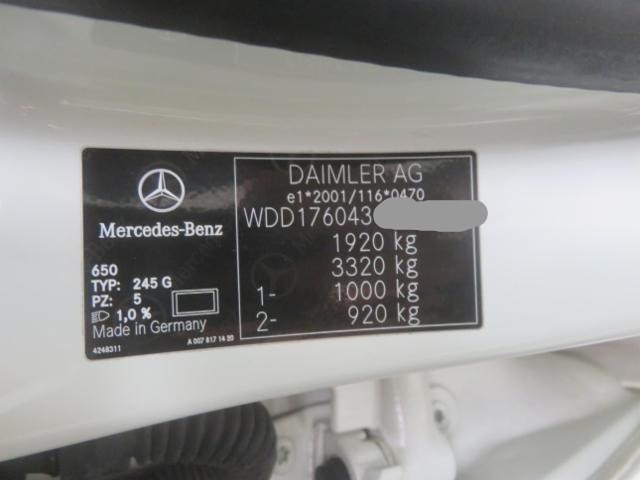 Mercedes-Benz
650
TYP: 245 G
PZ: 5
1,0 %
Made in Germany
4248311
A 007 817 14 20
DAIMLER AG
e1*2001/116*0470
WDD176043
1920 kg
3320 kg
1- 1000 kg
2- 920 kg